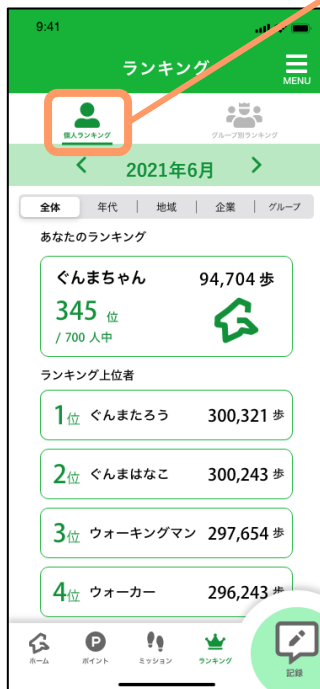 9:41
ランキング
MENU
個人ランキング
グループ別ランキング
2021年6月
全体 年代 地域 企業 グループ
あなたのランキング
ぐんまちゃん 94,704 歩
345 位
/ 700 人中
ランキング上位者
1位 ぐんまたろう 300,321 歩
2位 ぐんまはなこ 300,243 歩
3位 ウォーキングマン 297,654 歩
4位 ウォーカー 296,243 歩
P
ホーム ポイント ミッション ランキング 記録